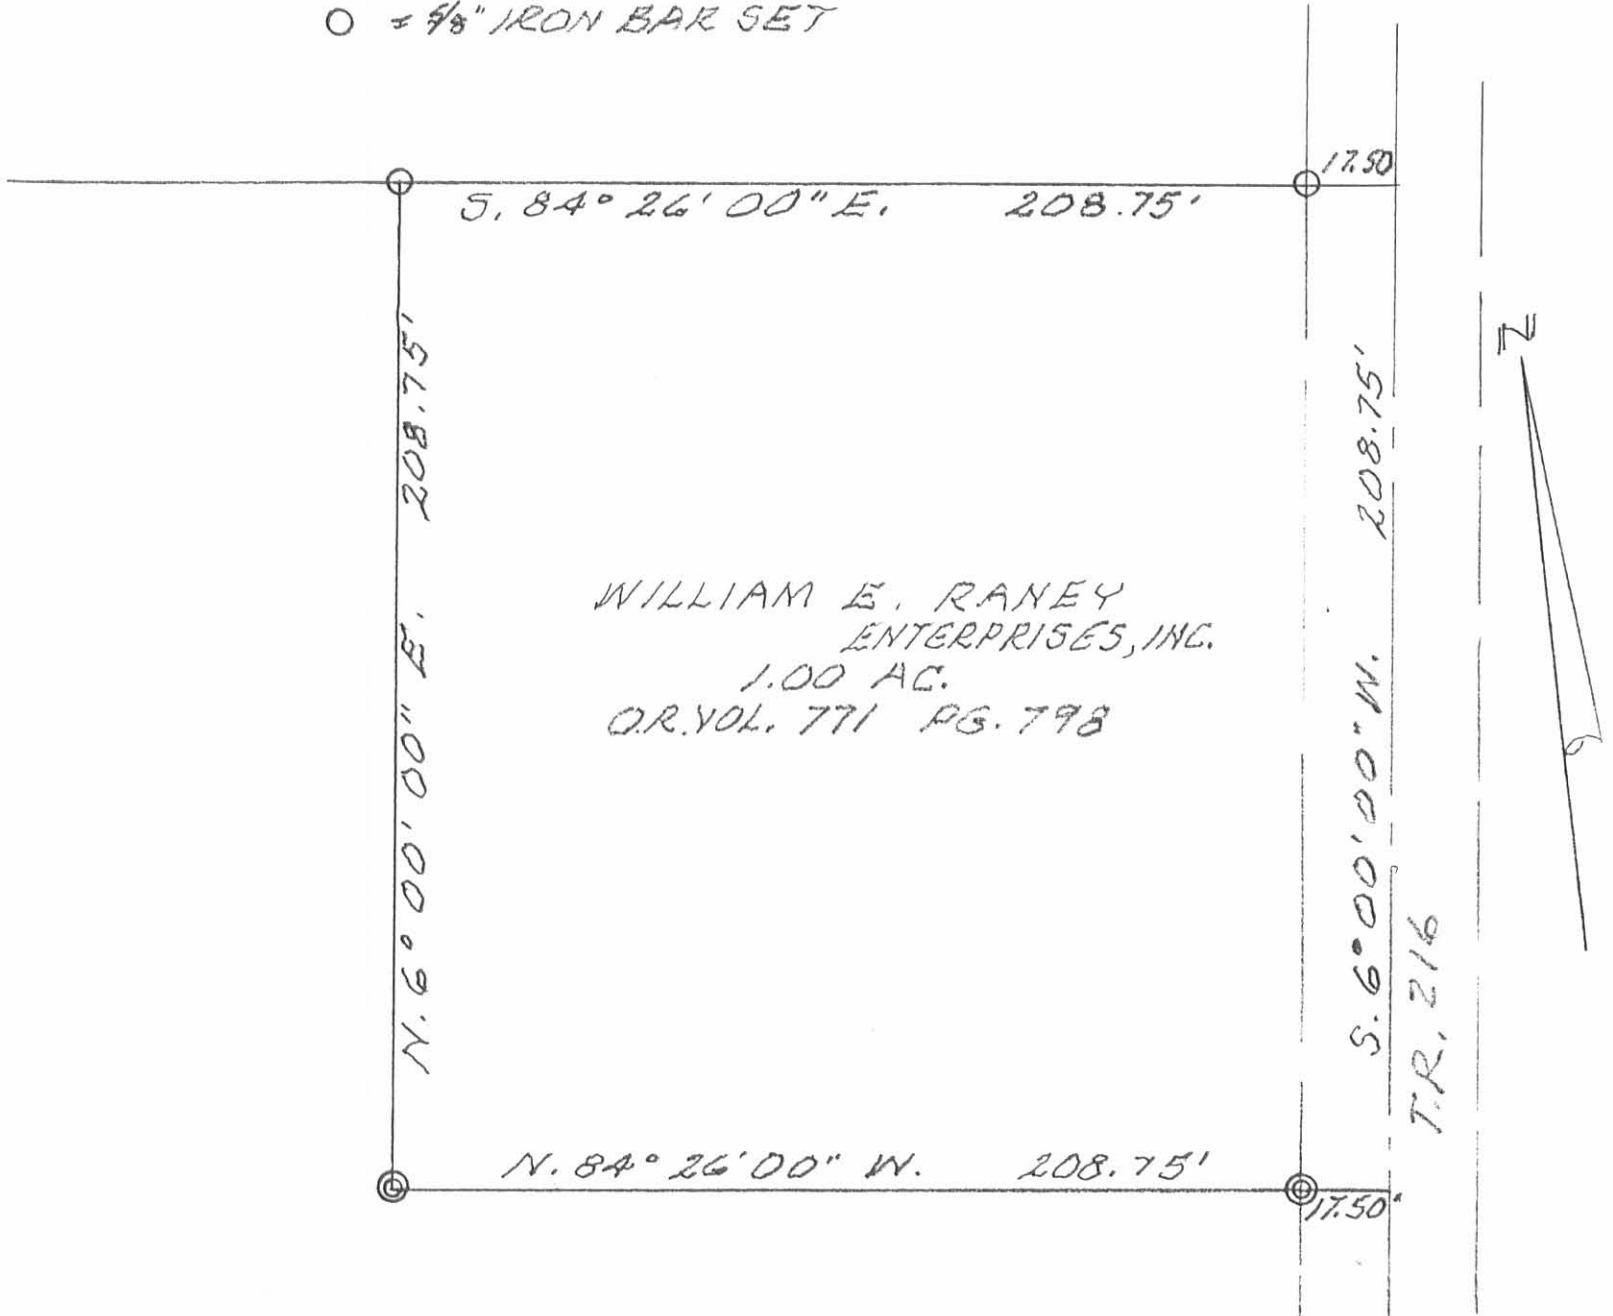 O = 5/8" IRON BAR SET
17.50
S. 84° 26' 00" E. 208.75'
N. 6° 00' 00" E. 208.75'
S. 6° 00' 00" W. 208.75'
N
WILLIAM E. RANEY
ENTERPRISES, INC.
1.00 AC.
O.R. VOL. 771 PG. 798
T.R. 216
N. 84° 26' 00" W. 208.75'
17.50'